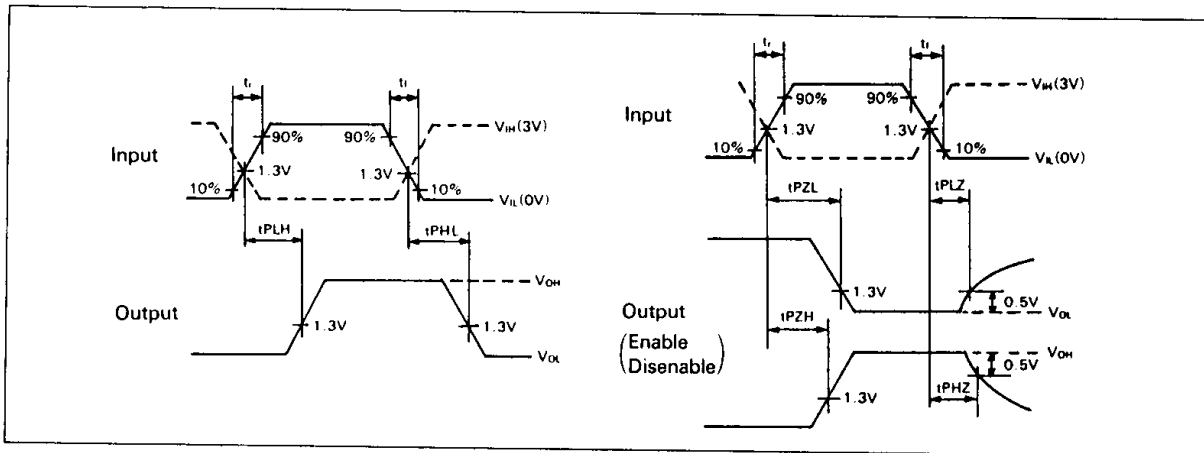 tr
tf
Input
90%
90%
VIH(3V)
1.3V
1.3V
10%
10%
VIL(0V)
tPLH
tPHL
Output
VOH
1.3V
1.3V
VOL
tr
tf
Input
90%
90%
VIH(3V)
1.3V
1.3V
10%
10%
VIL(0V)
tPZL
tPLZ
1.3V
0.5V
VOL
Output
(Enable
Disenable)
tPZH
VOH
0.5V
1.3V
tPHZ